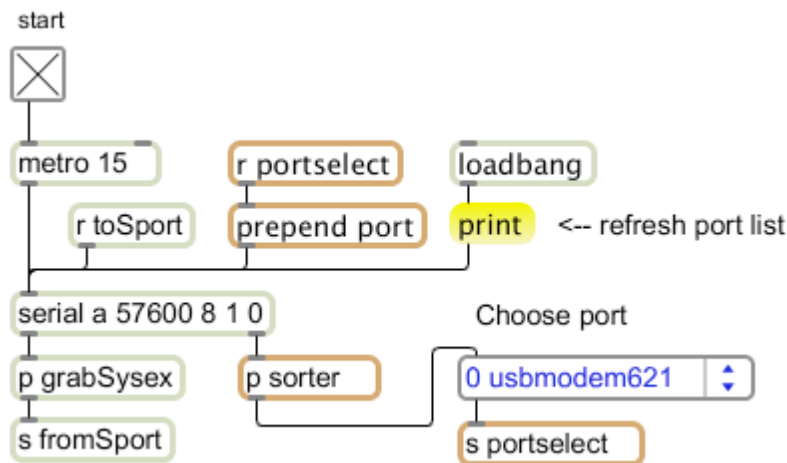 start
metro 15
r portselect
loadbang
r toSport
prepend port
print
<-- refresh port list
serial a 57600 8 1 0
Choose port
p grabSysex
p sorter
0 usbmodem621
s fromSport
s portselect